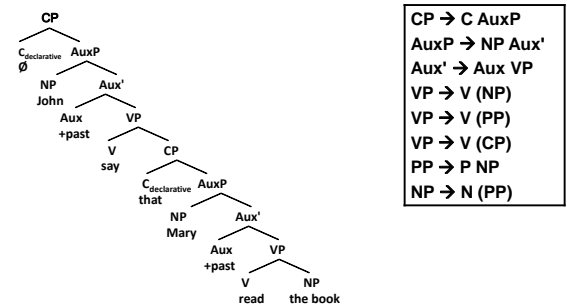 CP
C declarative AuxP
Ø
NP Aux'
John
Aux VP
+past
V CP
say
C declarative AuxP
that
NP Aux'
Mary
Aux VP
+past
V NP
read the book
CP → C AuxP
AuxP → NP Aux'
Aux' → Aux VP
VP → V (NP)
VP → V (PP)
VP → V (CP)
PP → P NP
NP → N (PP)